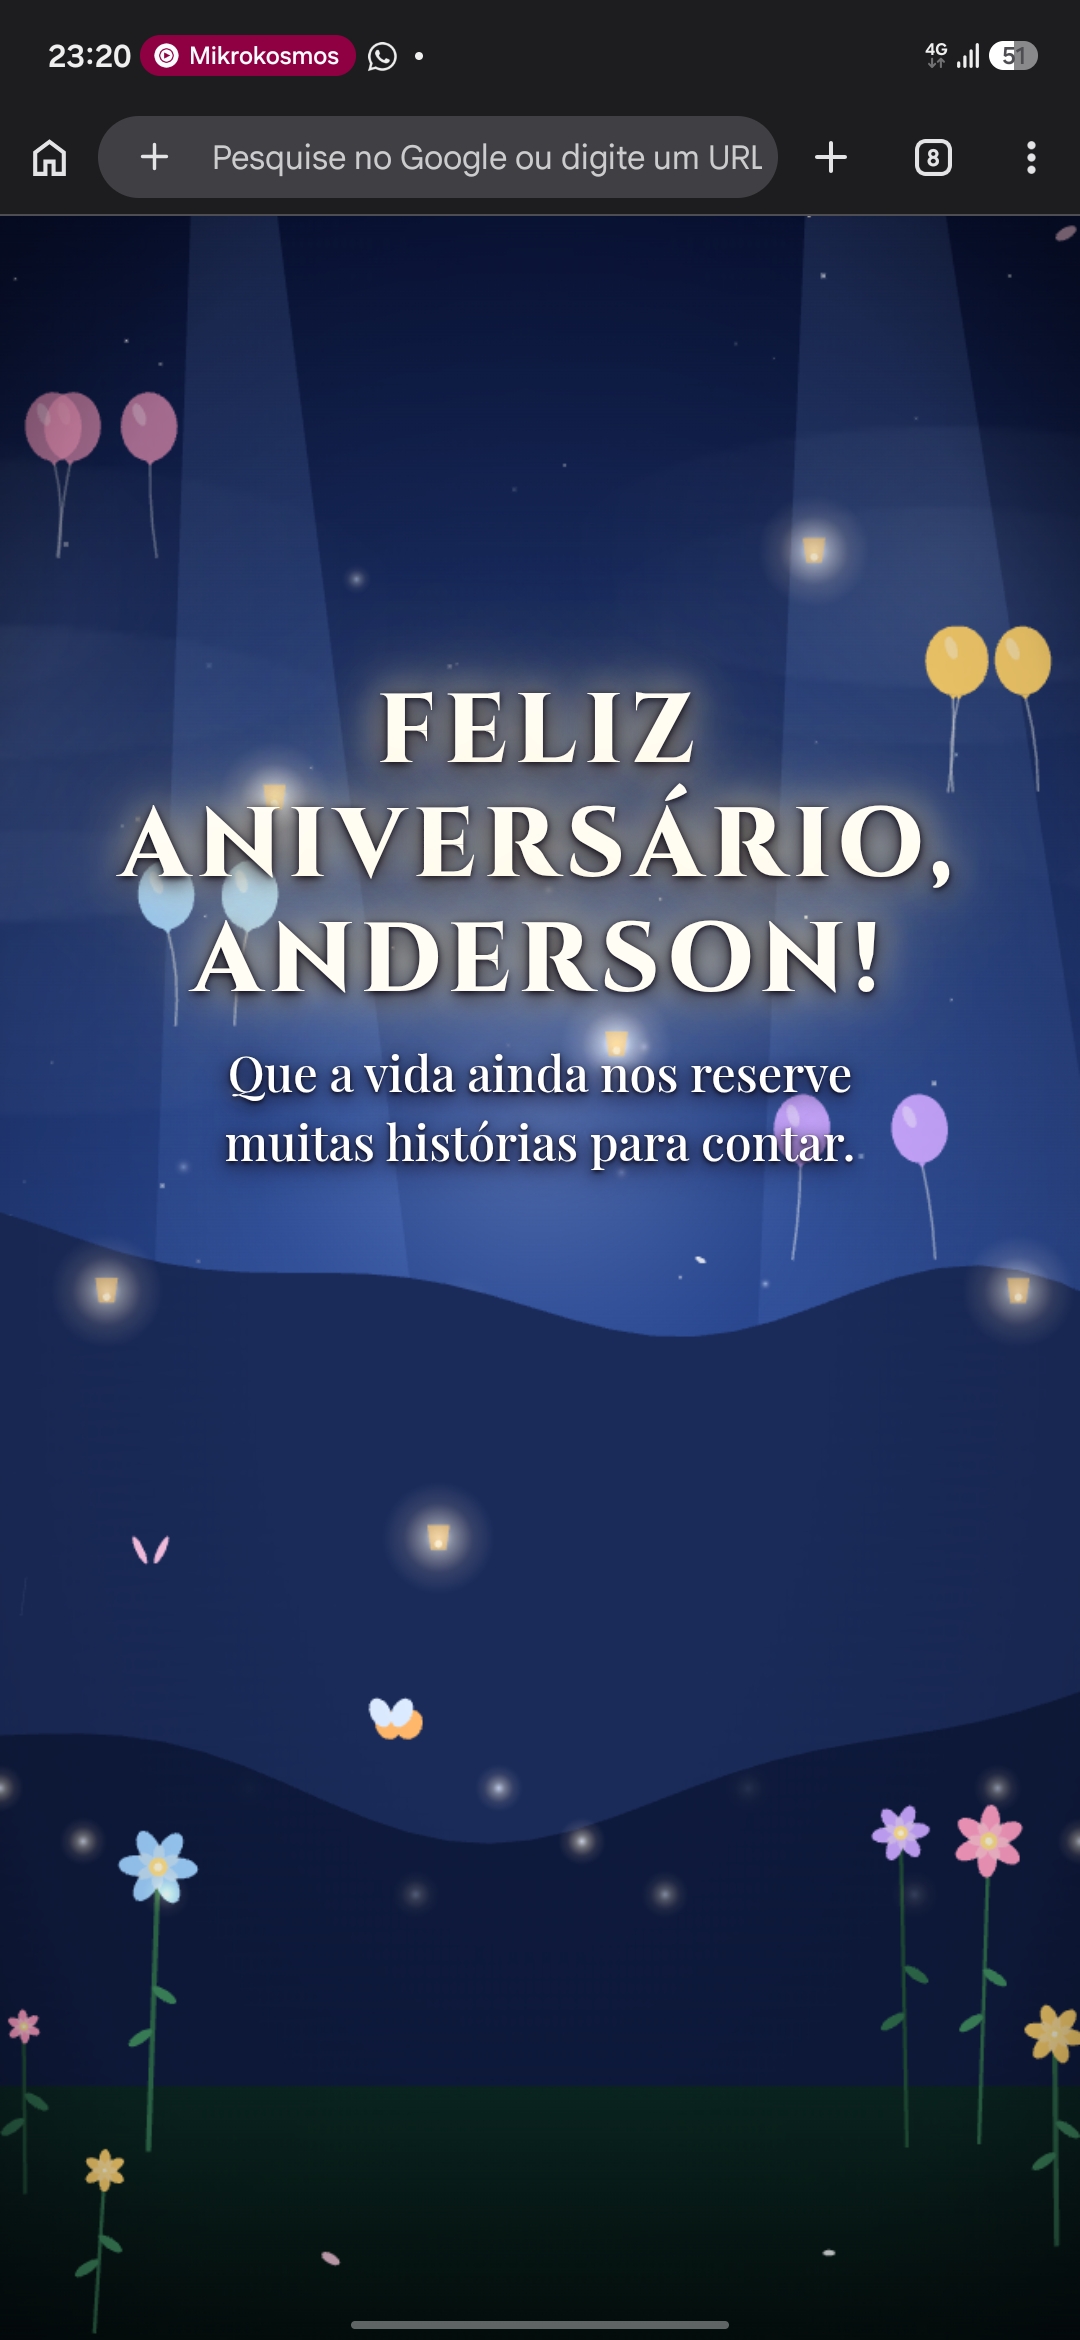 23:20 Mikrokosmos 4G 51
Pesquise no Google ou digite um URL 8
FELIZ
ANIVERSÁRIO,
ANDERSON!
Que a vida ainda nos reserve
muitas histórias para contar.